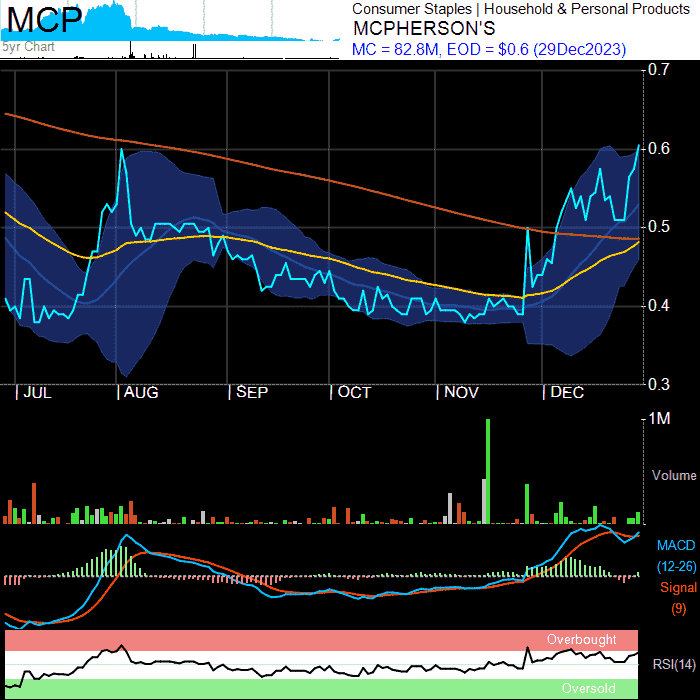 MCP
5yr Chart
Consumer Staples | Household & Personal Products
MCPHERSON'S
MC = 82.8M, EOD = $0.6 (29Dec2023)
0.7
0.6
0.5
0.4
0.3
JUL AUG SEP OCT NOV DEC
1M
Volume
MACD
(12-26)
Signal
(9)
Overbought
RSI(14)
Oversold